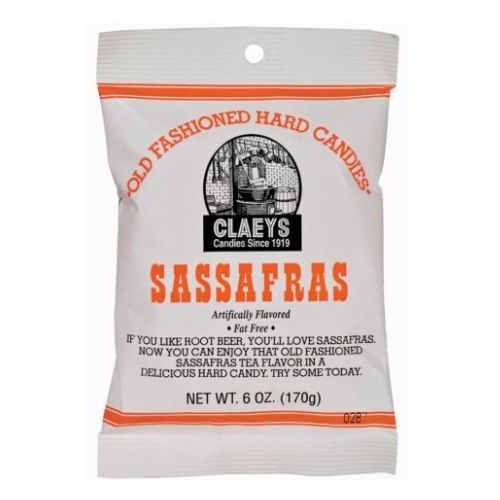 OLD FASHIONED HARD CANDIES
CLAEYS
Candies Since 1919
SASSAFRAS
Artificially Flavored
• Fat Free •
IF YOU LIKE ROOT BEER, YOU'LL LOVE SASSAFRAS.
NOW YOU CAN ENJOY THAT OLD FASHIONED
SASSAFRAS TEA FLAVOR IN A
DELICIOUS HARD CANDY. TRY SOME TODAY.
NET WT. 6 OZ. (170g)